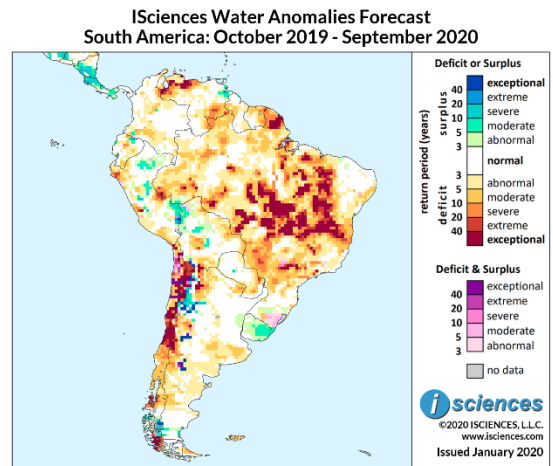 ISciences Water Anomalies Forecast
South America: October 2019 - September 2020
Deficit or Surplus
return period (years)
surplus
deficit
exceptional
40
extreme
20
severe
10
moderate
5
abnormal
3
normal
3
abnormal
5
moderate
10
severe
20
extreme
40
exceptional
Deficit & Surplus
exceptional
40
extreme
20
severe
10
moderate
5
abnormal
3
no data
i sciences
©2020 ISCIENCES, L.L.C.
www.isciences.com
Issued January 2020